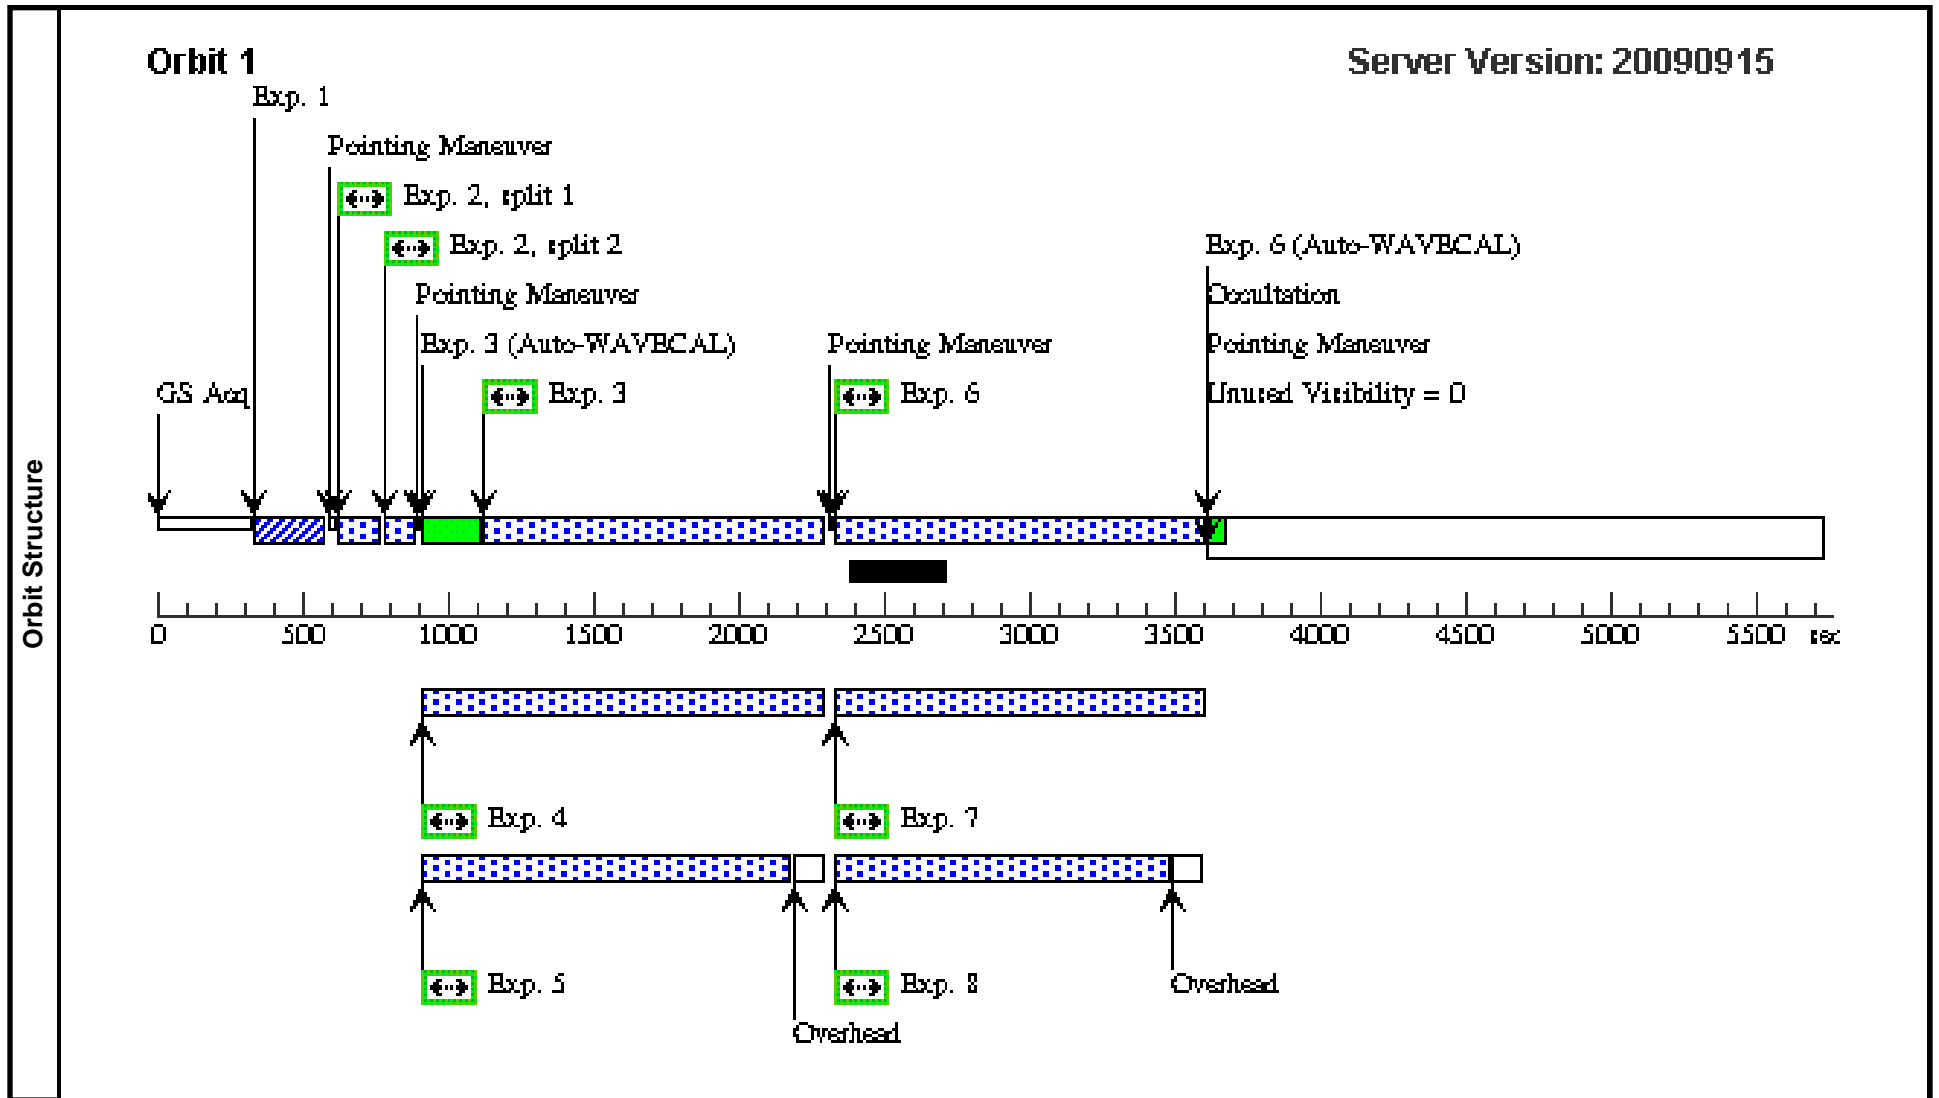 Orbit 1
Server Version: 20090915
Exp. 1
Pointing Maneuver
Exp. 2, split 1
Exp. 2, split 2
Exp. 6 (Auto-WAVECAL)
Pointing Maneuver
Occultation
Exp. 3 (Auto-WAVECAL)
Pointing Maneuver
Pointing Maneuver
GS Acq
Exp. 3
Exp. 6
Unused Visibility = 0
Orbit Structure
0 500 1000 1500 2000 2500 3000 3500 4000 4500 5000 5500 sec
Exp. 4
Exp. 7
Exp. 5
Exp. 8
Overhead
Overhead